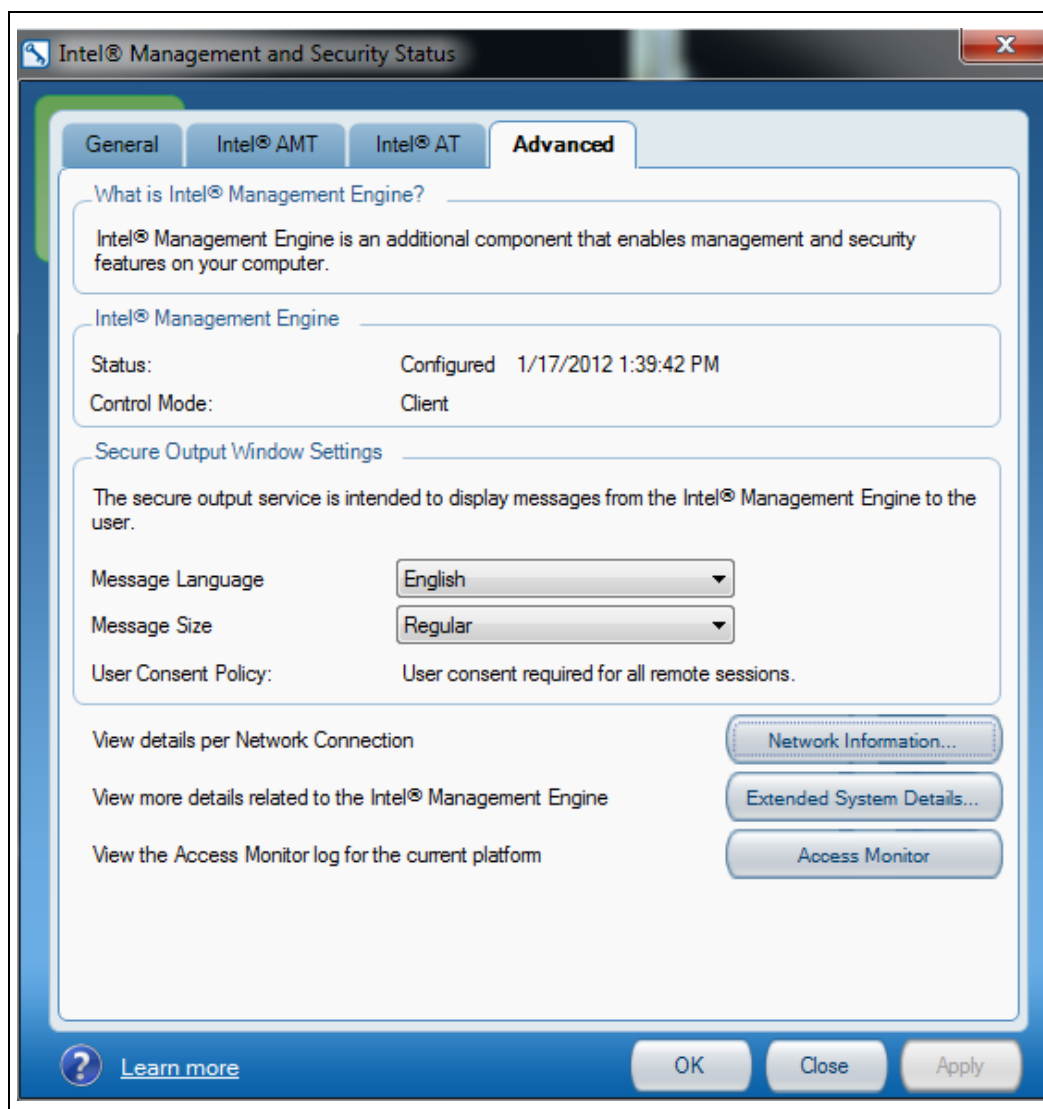 Intel® Management and Security Status
General Intel® AMT Intel® AT Advanced
What is Intel® Management Engine?
Intel® Management Engine is an additional component that enables management and security
features on your computer.
Intel® Management Engine
Status: Configured 1/17/2012 1:39:42 PM
Control Mode: Client
Secure Output Window Settings
The secure output service is intended to display messages from the Intel® Management Engine to the
user.
Message Language English
Message Size Regular
User Consent Policy: User consent required for all remote sessions.
View details per Network Connection Network Information...
View more details related to the Intel® Management Engine Extended System Details...
View the Access Monitor log for the current platform Access Monitor
? Learn more OK Close Apply